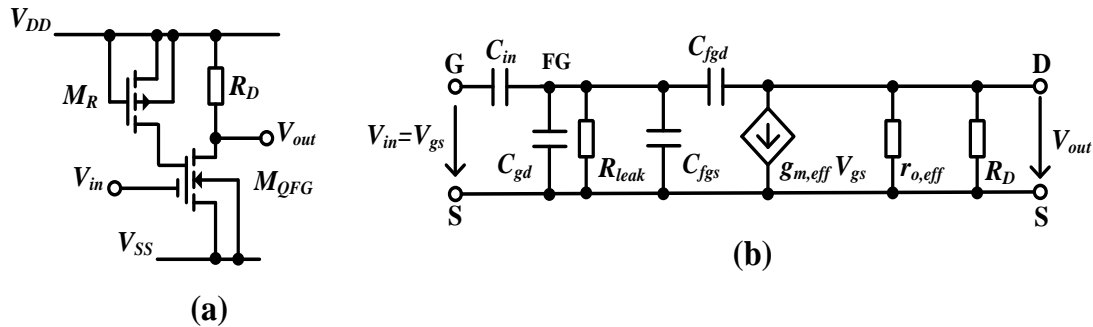 V_DD
M_R
R_D
V_out
V_in
M_QFG
V_SS
(a)
G
C_in
FG
C_fgd
D
V_in=V_gs
C_gd
R_leak
C_fgs
g_m,eff V_gs
r_o,eff
R_D
V_out
S
S
(b)